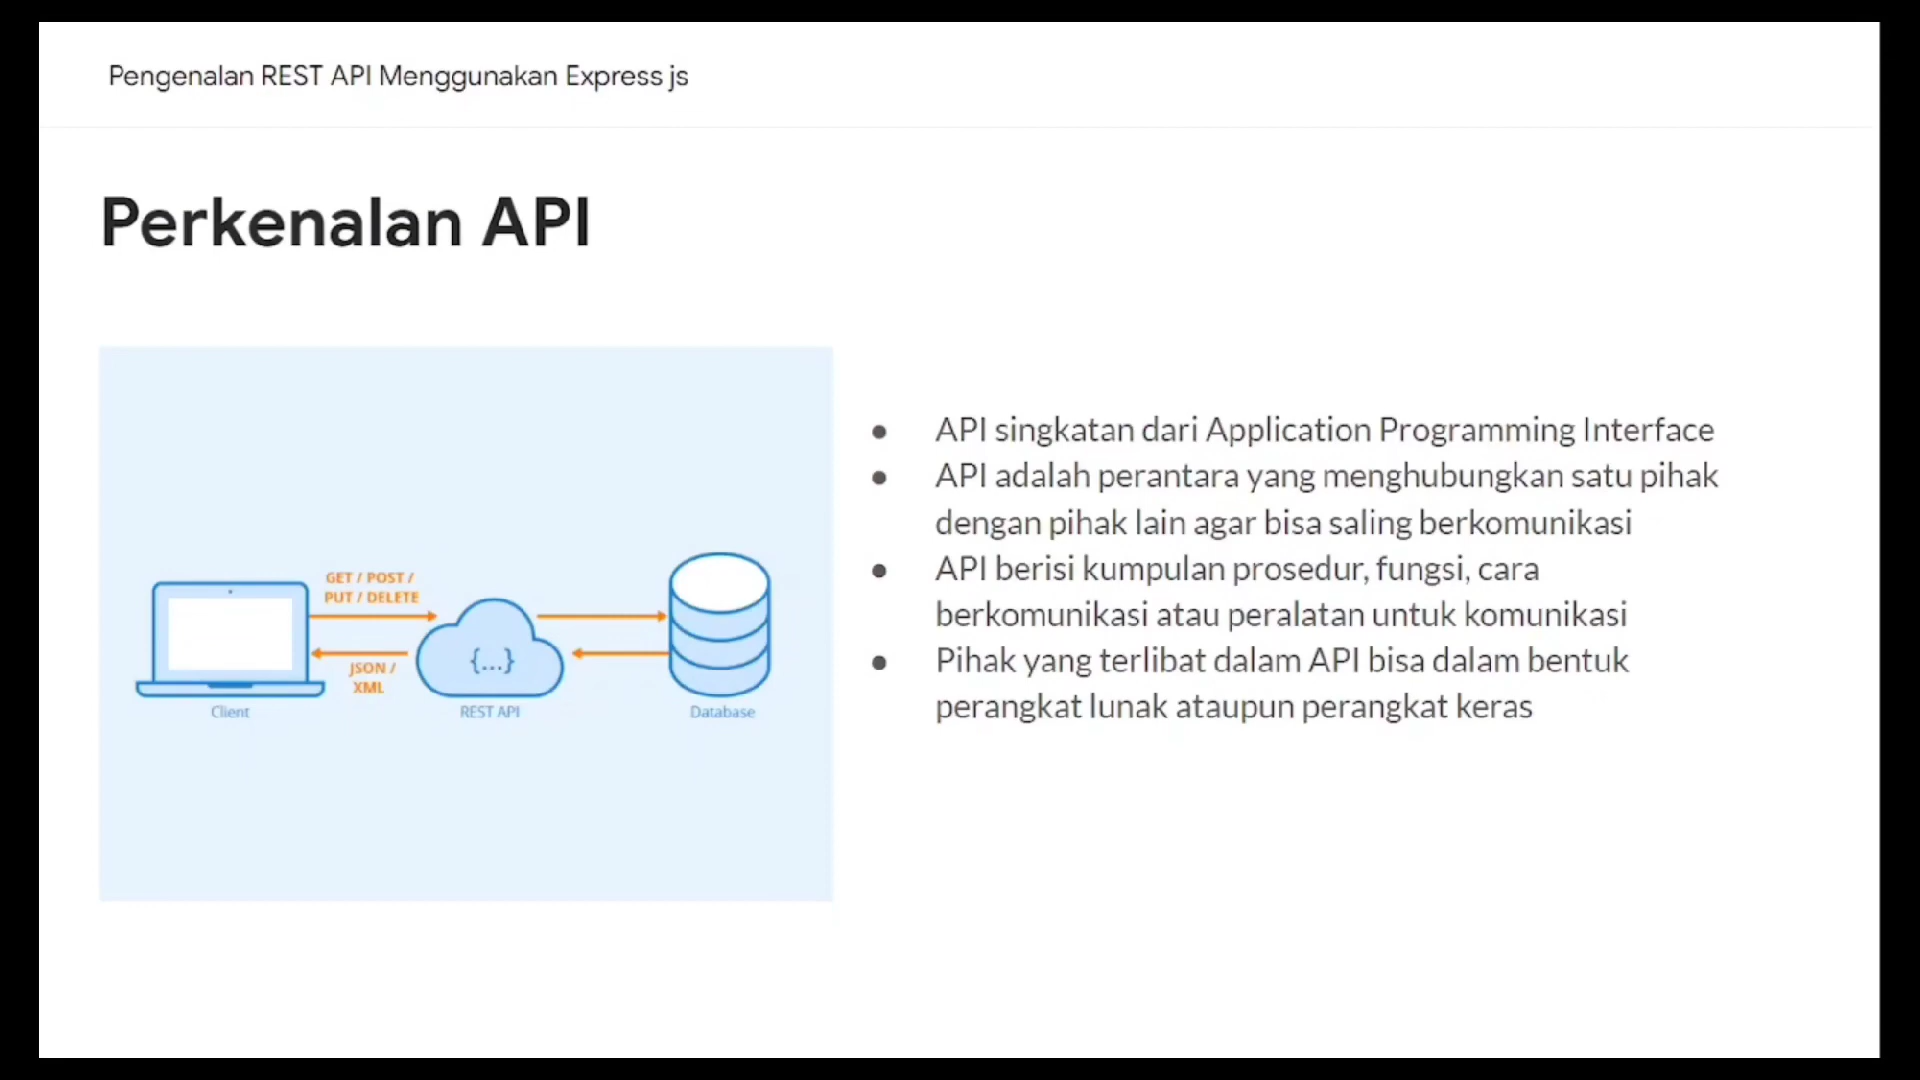 Pengenalan REST API Menggunakan Express js
Perkenalan API
GET / POST /
PUT / DELETE
JSON /
XML
{...}
Client
REST API
Database
● API singkatan dari Application Programming Interface
● API adalah perantara yang menghubungkan satu pihak
dengan pihak lain agar bisa saling berkomunikasi
● API berisi kumpulan prosedur, fungsi, cara
berkomunikasi atau peralatan untuk komunikasi
● Pihak yang terlibat dalam API bisa dalam bentuk
perangkat lunak ataupun perangkat keras